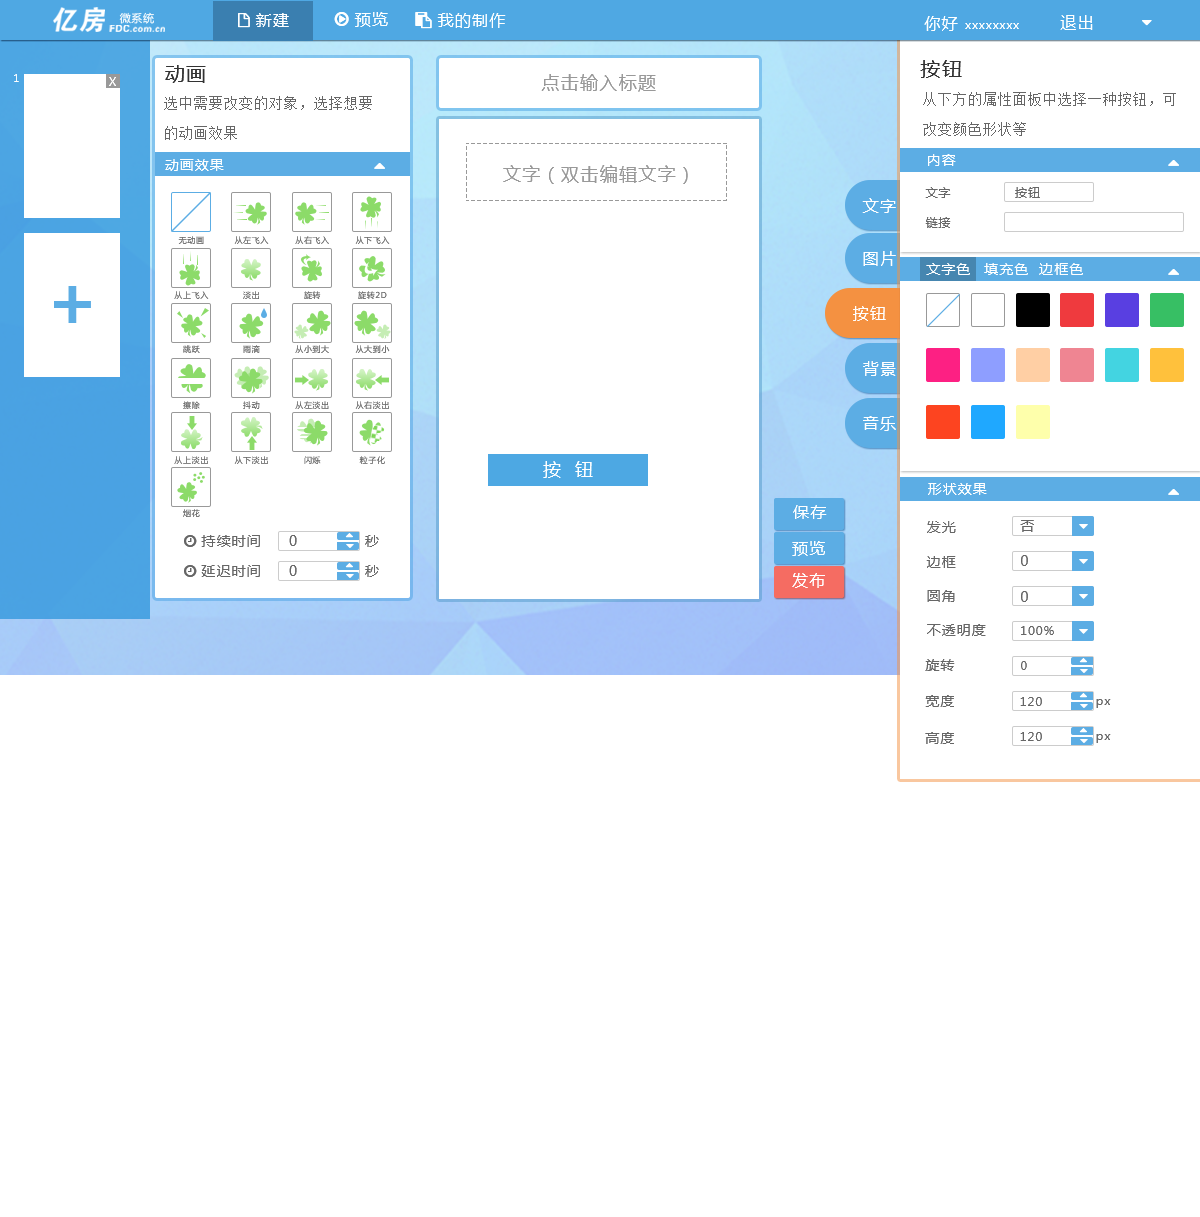 亿房 微系统
FDC.com.cn
新建
预览
我的制作
你好 xxxxxxxx
退出
1
X
动画
选中需要改变的对象，选择想要
的动画效果
动画效果
无动画 从左飞入 从右飞入 从下飞入
从上飞入 淡出 旋转 旋转2D
跳跃 雨滴 从小到大 从大到小
擦除 抖动 从左淡出 从右淡出
从上淡出 从下淡出 闪烁 粒子化
烟花
持续时间 0 秒
延迟时间 0 秒
点击输入标题
文字（双击编辑文字）
按 钮
文字
图片
按钮
背景
音乐
保存
预览
发布
按钮
从下方的属性面板中选择一种按钮，可
改变颜色形状等
内容
文字 按钮
链接
文字色 填充色 边框色
形状效果
发光 否
边框 0
圆角 0
不透明度 100%
旋转 0
宽度 120 px
高度 120 px